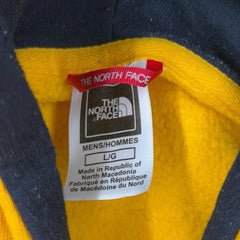 THE NORTH FACE
THE
NORTH
FACE
MENS/HOMMES
L/G
Made in Republic of
North Macedonia
Fabriqué en République
de Macédoine du Nord